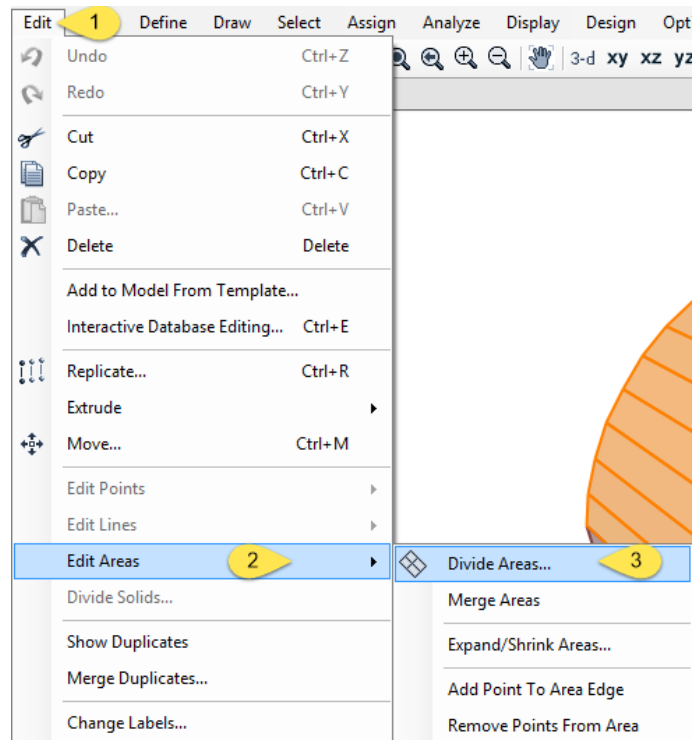 Edit 1 Define Draw Select Assign Analyze Display Design Opt
3-d xy xz yz
Undo Ctrl+Z
Redo Ctrl+Y
Cut Ctrl+X
Copy Ctrl+C
Paste... Ctrl+V
Delete Delete
Add to Model From Template...
Interactive Database Editing... Ctrl+E
Replicate... Ctrl+R
Extrude
Move... Ctrl+M
Edit Points
Edit Lines
Edit Areas 2
Divide Solids...
Show Duplicates
Merge Duplicates...
Change Labels...
Divide Areas... 3
Merge Areas
Expand/Shrink Areas...
Add Point To Area Edge
Remove Points From Area